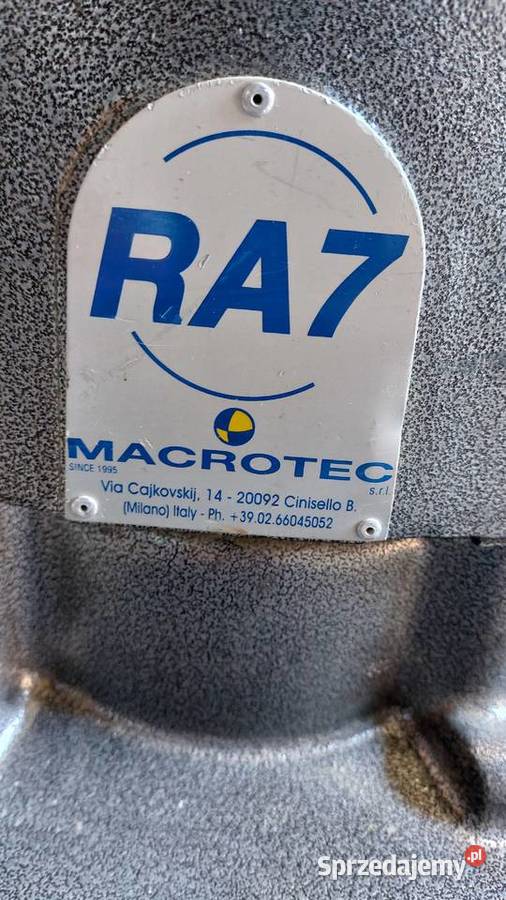 RA7
MACROTEC
SINCE 1995
s.r.l.
Via Cajkovskij, 14 - 20092 Cinisello B.
(Milano) Italy - Ph. +39.02.66045052
Sprzedajemy.pl